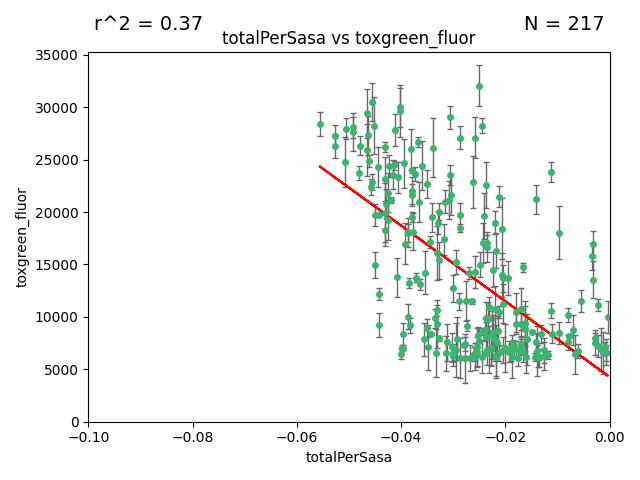 r^2 = 0.37
N = 217
totalPerSasa vs toxgreen_fluor
35000
30000
25000
20000
15000
10000
5000
0
toxgreen_fluor
−0.10
−0.08
−0.06
−0.04
−0.02
0.00
totalPerSasa